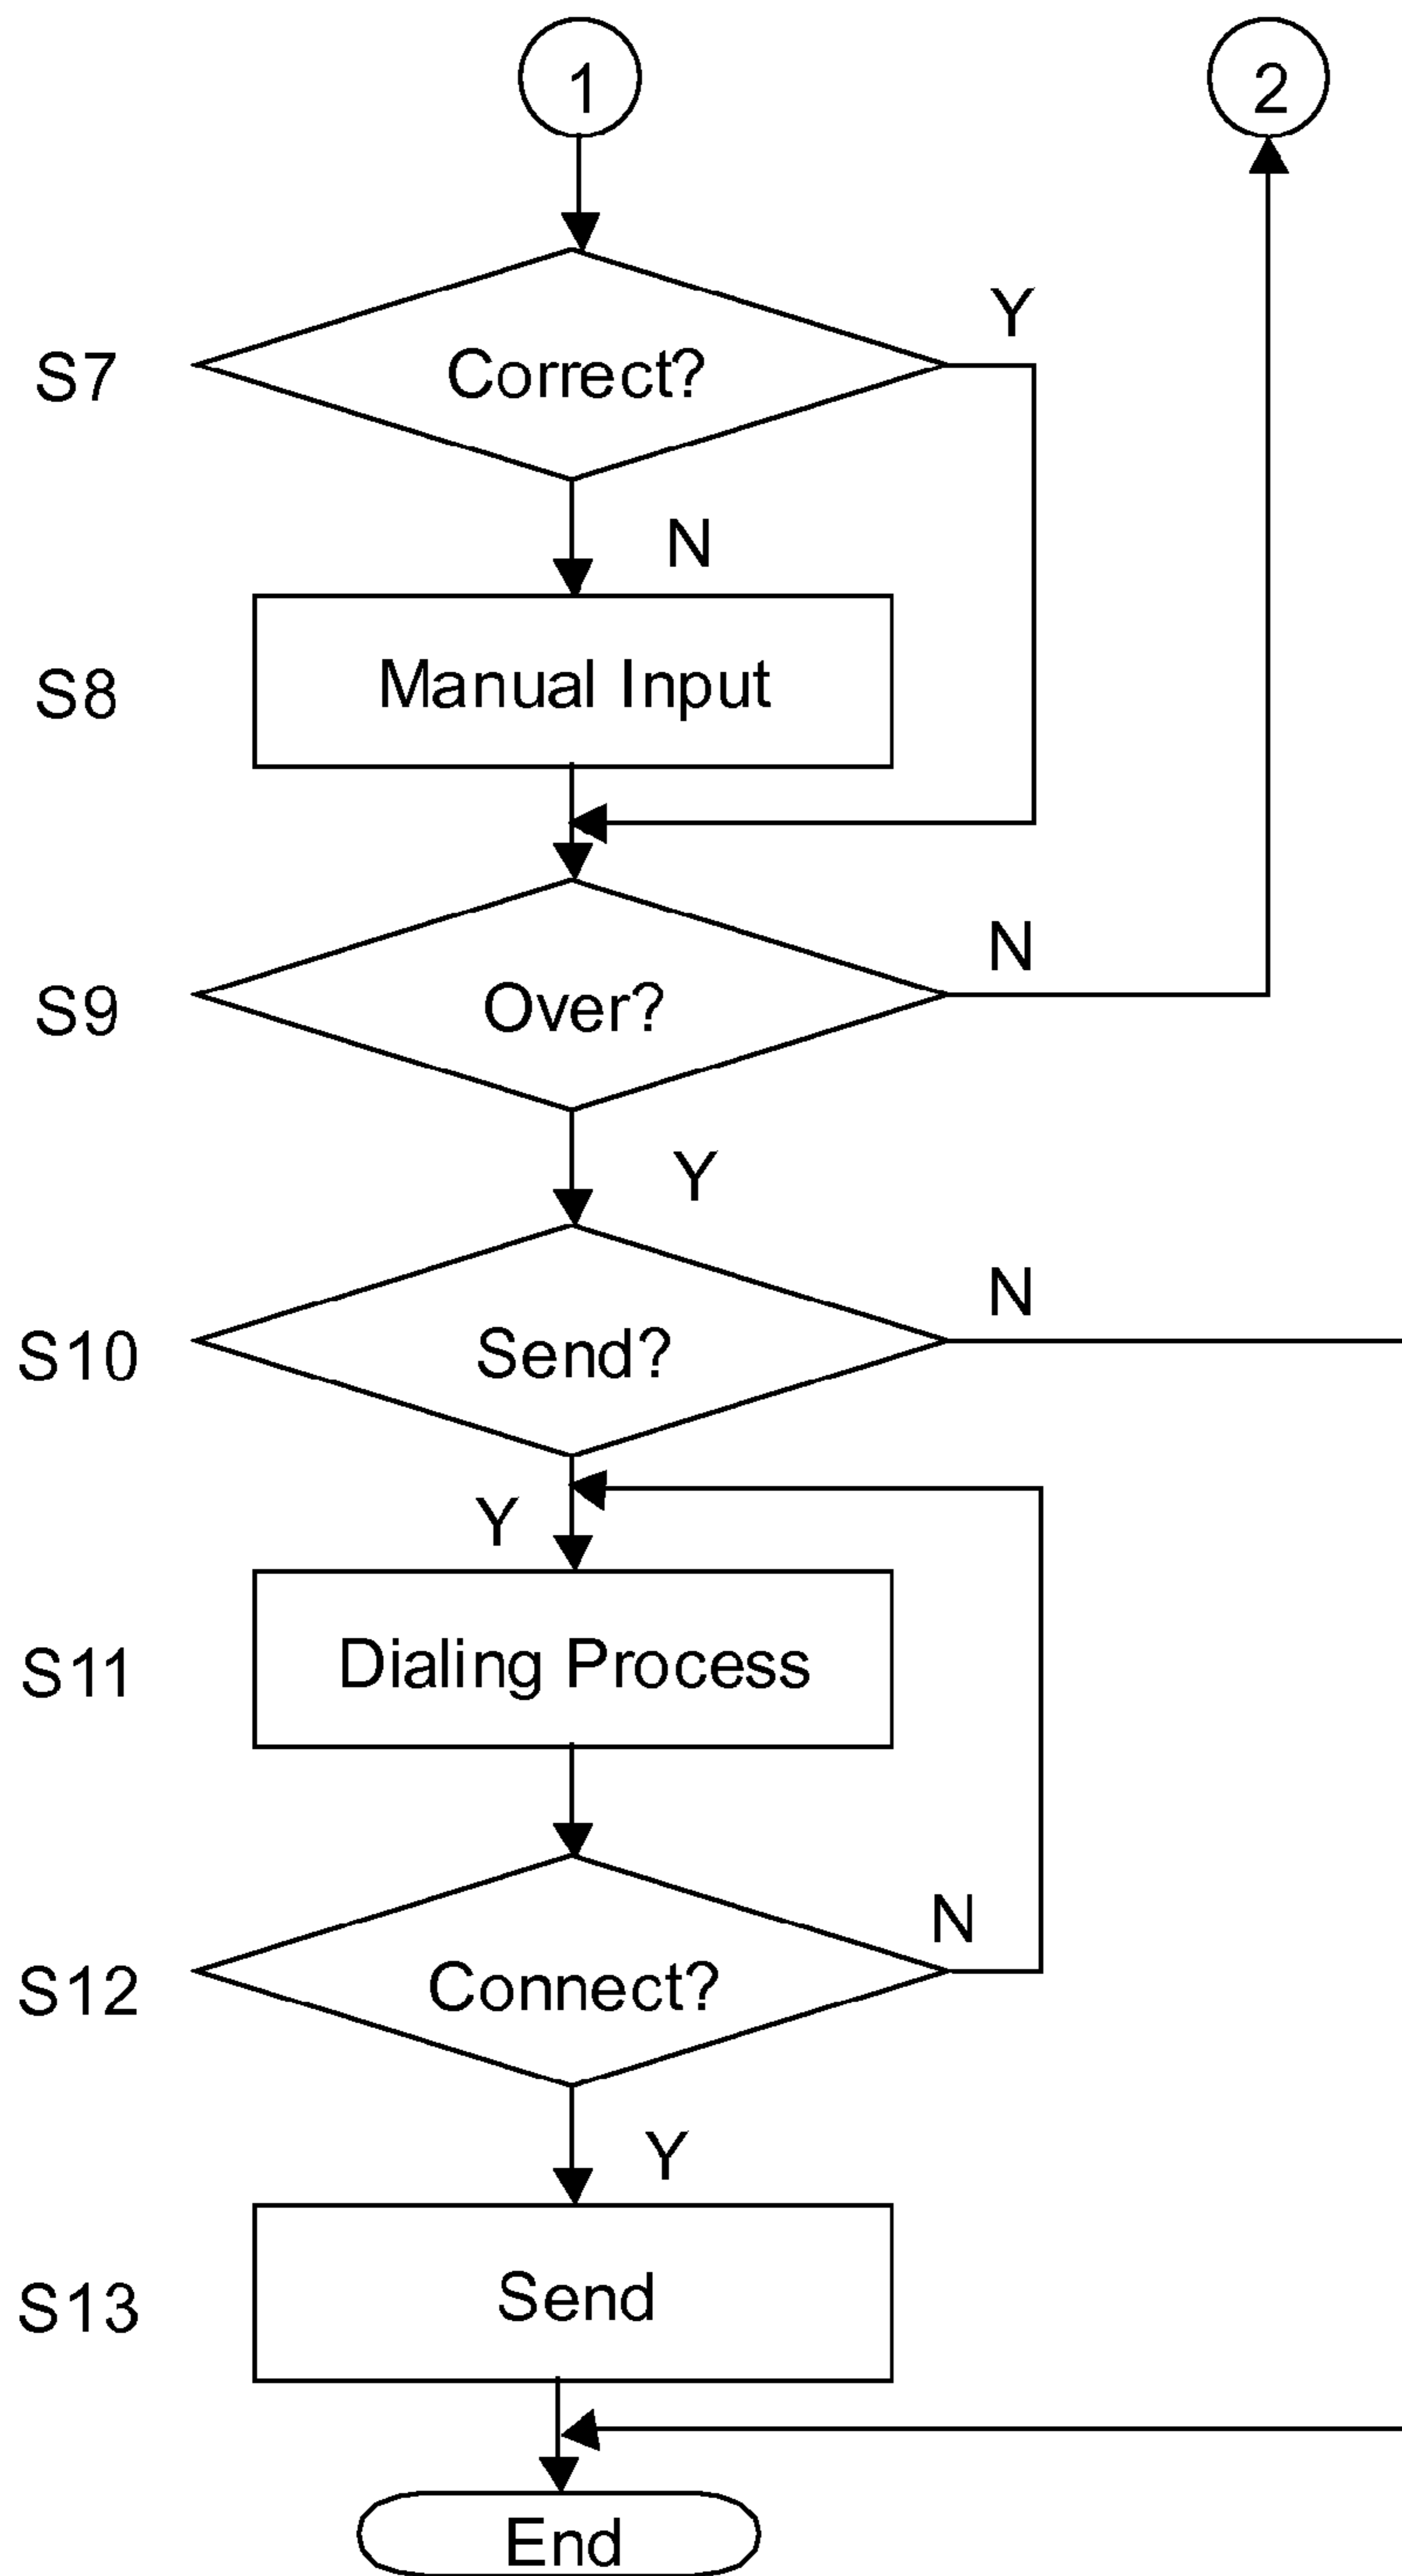 1
2
Y
S7
Correct?
N
S8
Manual Input
N
S9
Over?
Y
N
S10
Send?
Y
S11
Dialing Process
N
S12
Connect?
Y
S13
Send
End